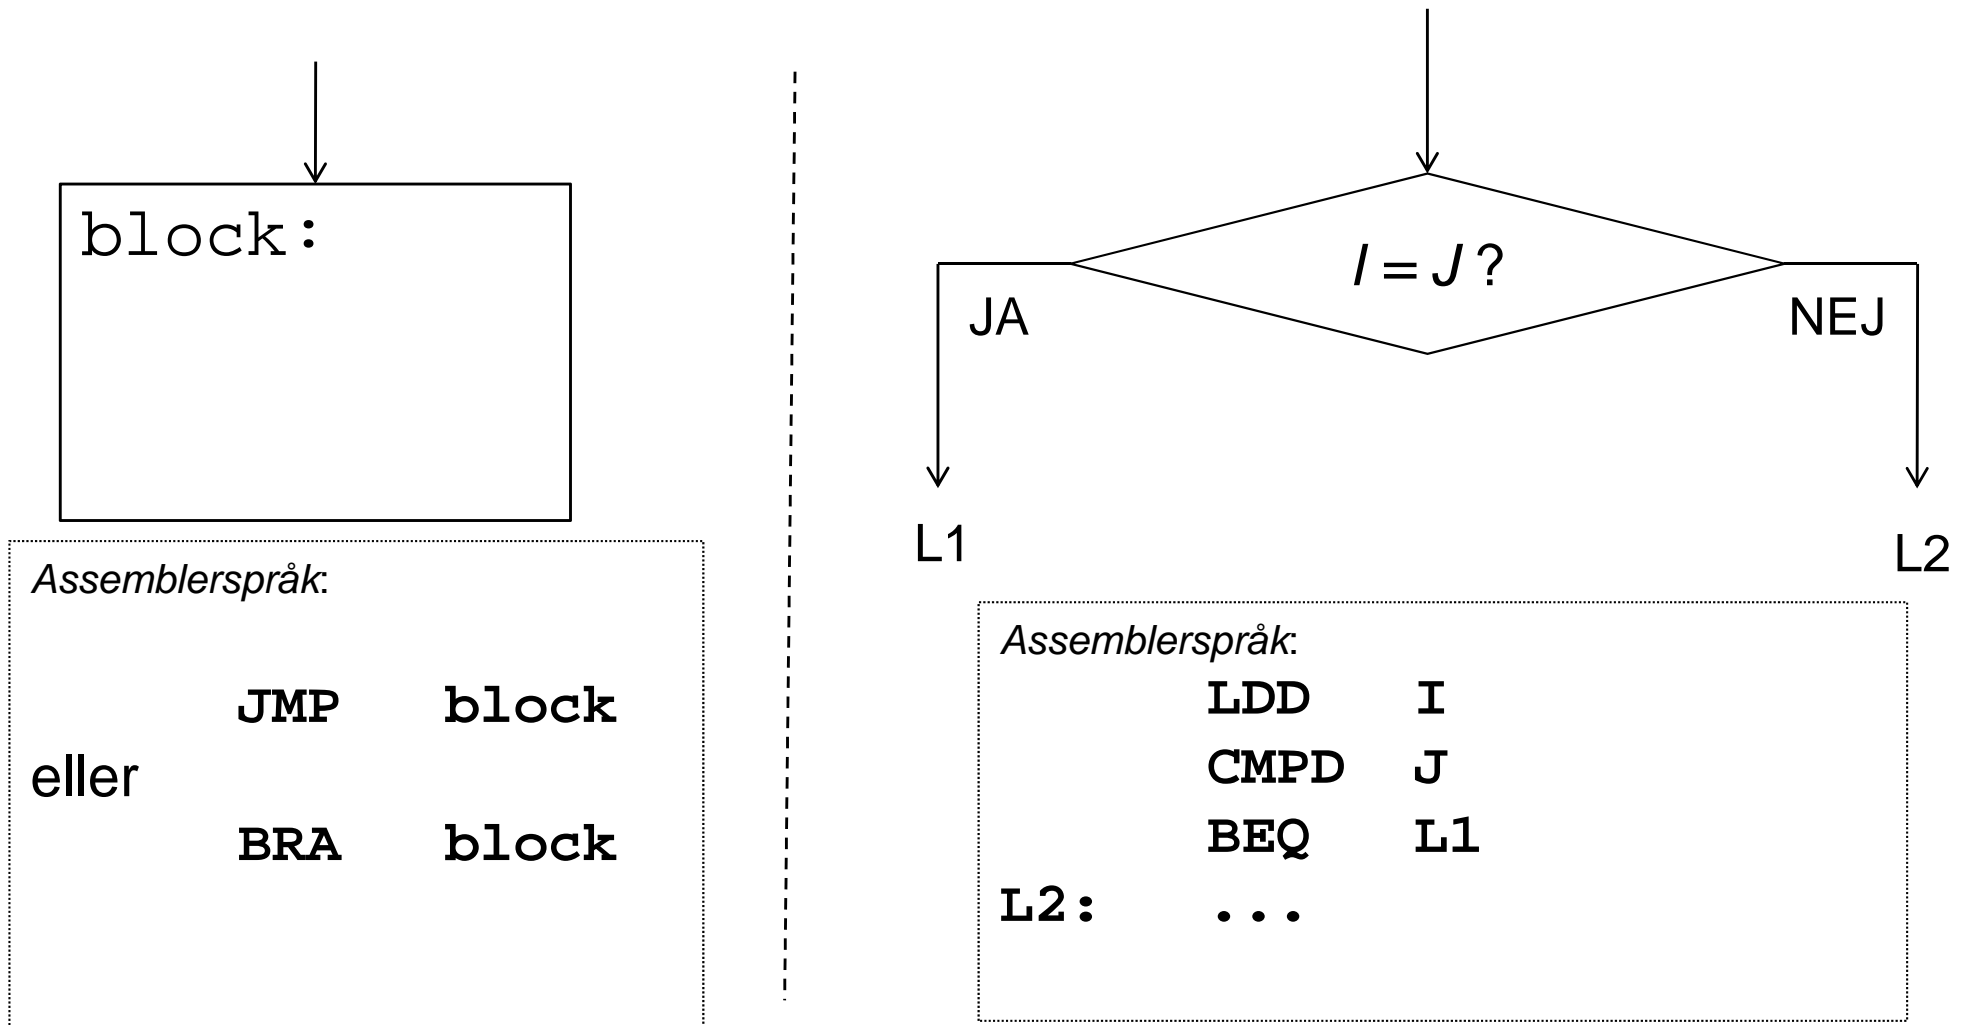 block:
Assemblerspråk:
JMP block
eller
BRA block
I = J ?
JA
NEJ
L1
L2
Assemblerspråk:
LDD I
CMPD J
BEQ L1
L2: ...